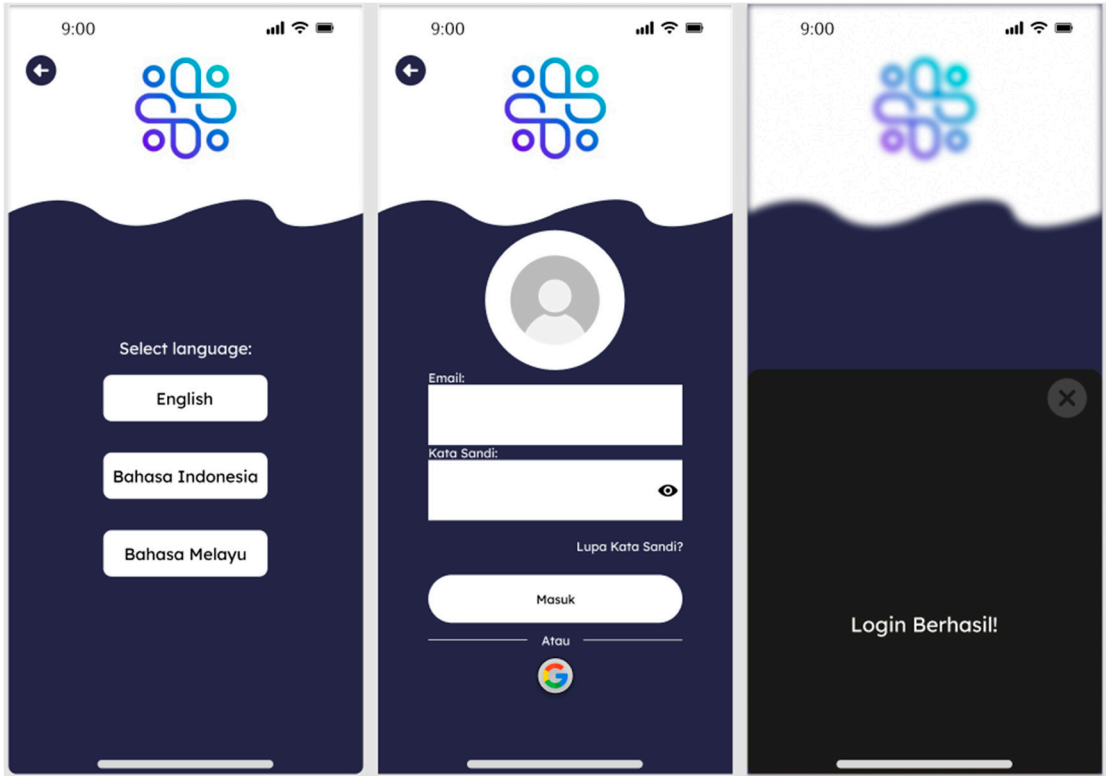 9:00
Select language:
English
Bahasa Indonesia
Bahasa Melayu
9:00
Email:
Kata Sandi:
Lupa Kata Sandi?
Masuk
Atau
G
9:00
Login Berhasil!